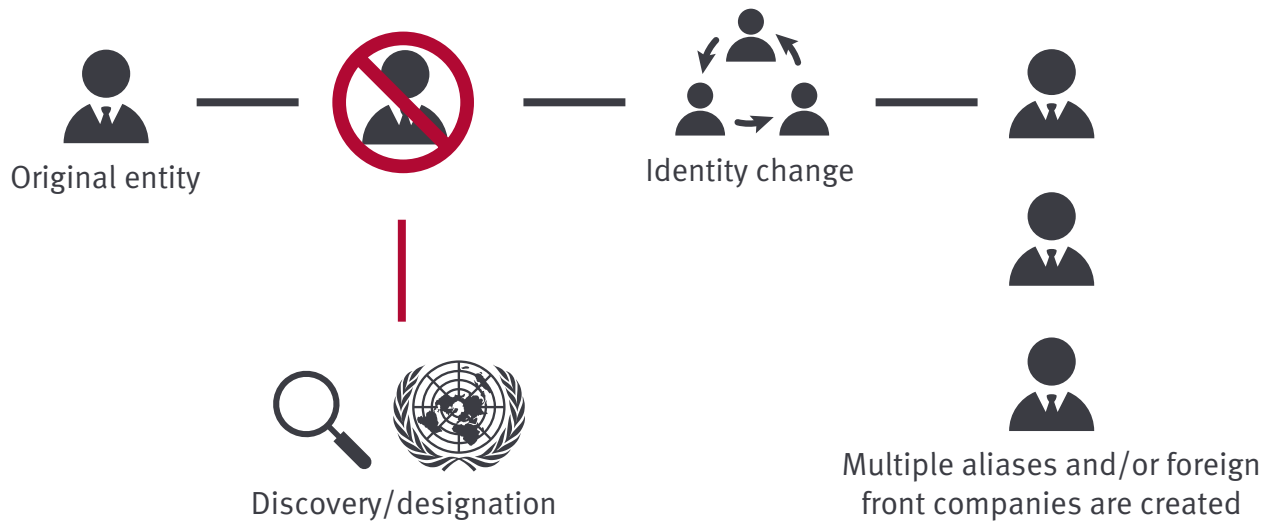 Original entity
Identity change
Discovery/designation
Multiple aliases and/or foreign
front companies are created